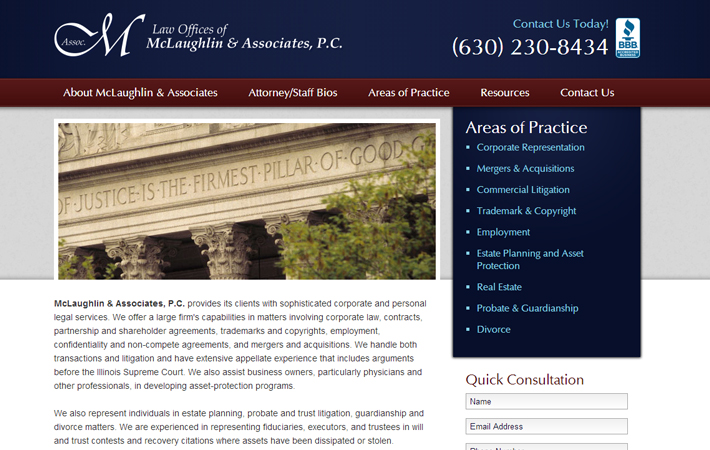 Assoc. M
Law Offices of
McLaughlin & Associates, P.C.
Contact Us Today!
(630) 230-8434
BBB
ACCREDITED
BUSINESS
About McLaughlin & Associates
Attorney/Staff Bios
Areas of Practice
Resources
Contact Us
OF JUSTICE IS THE FIRMEST PILLAR OF GOOD G
Areas of Practice
Corporate Representation
Mergers & Acquisitions
Commercial Litigation
Trademark & Copyright
Employment
Estate Planning and Asset
Protection
Real Estate
Probate & Guardianship
Divorce
McLaughlin & Associates, P.C. provides its clients with sophisticated corporate and personal
legal services. We offer a large firm's capabilities in matters involving corporate law, contracts,
partnership and shareholder agreements, trademarks and copyrights, employment,
confidentiality and non-compete agreements, and mergers and acquisitions. We handle both
transactions and litigation and have extensive appellate experience that includes arguments
before the Illinois Supreme Court. We also assist business owners, particularly physicians and
other professionals, in developing asset-protection programs.
We also represent individuals in estate planning, probate and trust litigation, guardianship and
divorce matters. We are experienced in representing fiduciaries, executors, and trustees in will
and trust contests and recovery citations where assets have been dissipated or stolen.
Quick Consultation
Name
Email Address
Phone Number